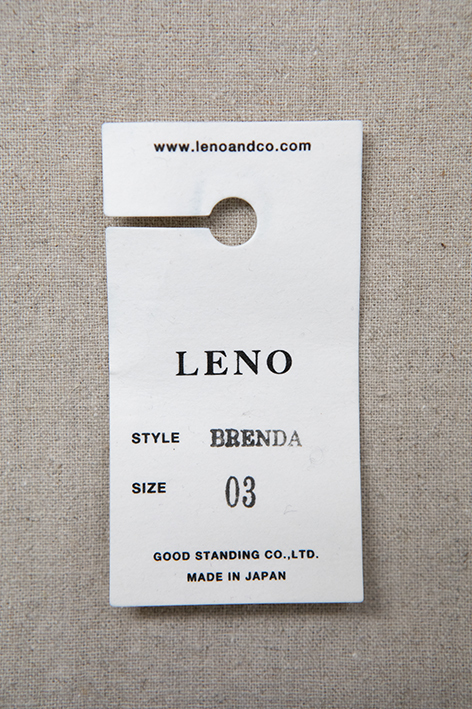 www.lenoandco.com
LENO
STYLE BRENDA
SIZE 03
GOOD STANDING CO.,LTD.
MADE IN JAPAN